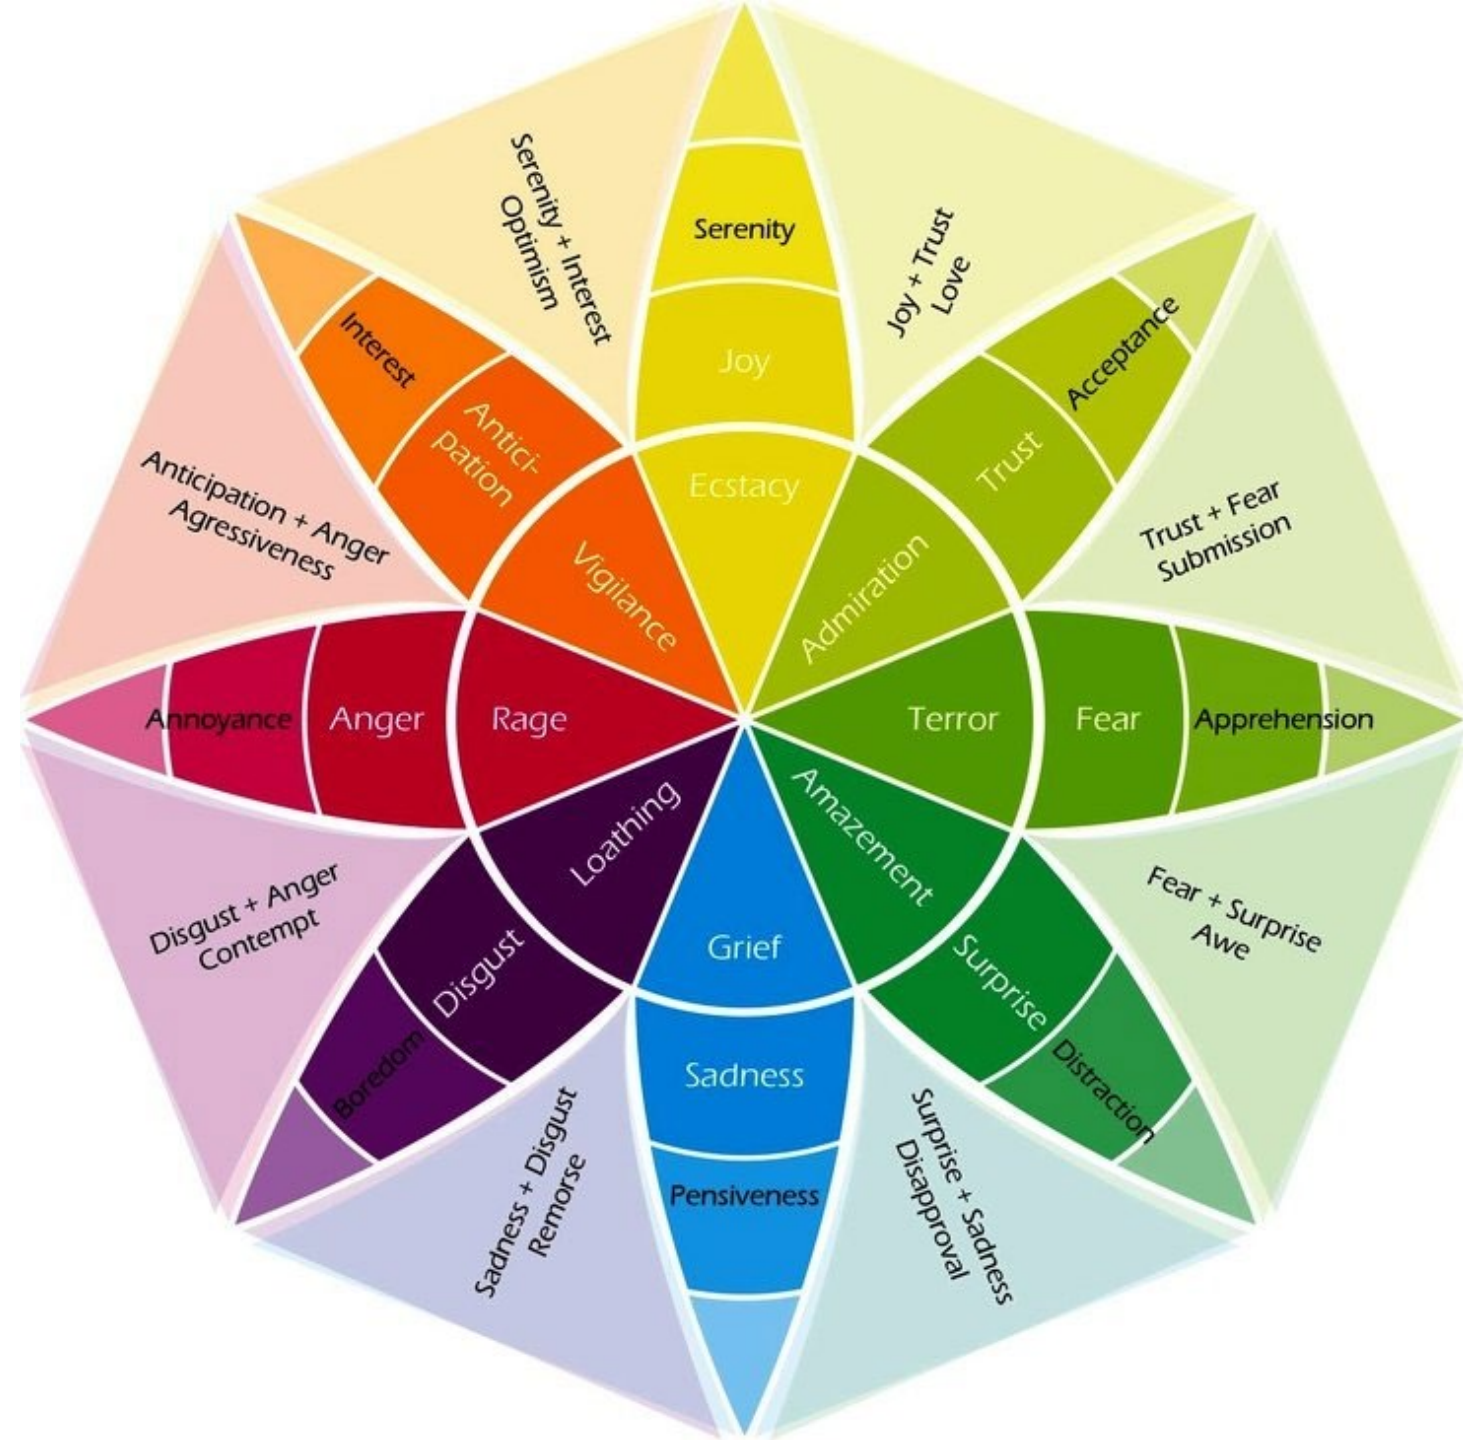 Serenity + Interest
Optimism
Serenity
Joy + Trust
Love
Interest
Joy
Acceptance
Antici-
pation
Trust
Ecstacy
Anticipation + Anger
Agressiveness
Vigilance
Admiration
Trust + Fear
Submission
Annoyance
Anger
Rage
Terror
Fear
Apprehension
Loathing
Amazement
Disgust + Anger
Contempt
Disgust
Grief
Surprise
Fear + Surprise
Awe
Boredom
Sadness
Distraction
Sadness + Disgust
Remorse
Pensiveness
Surprise + Sadness
Disapproval